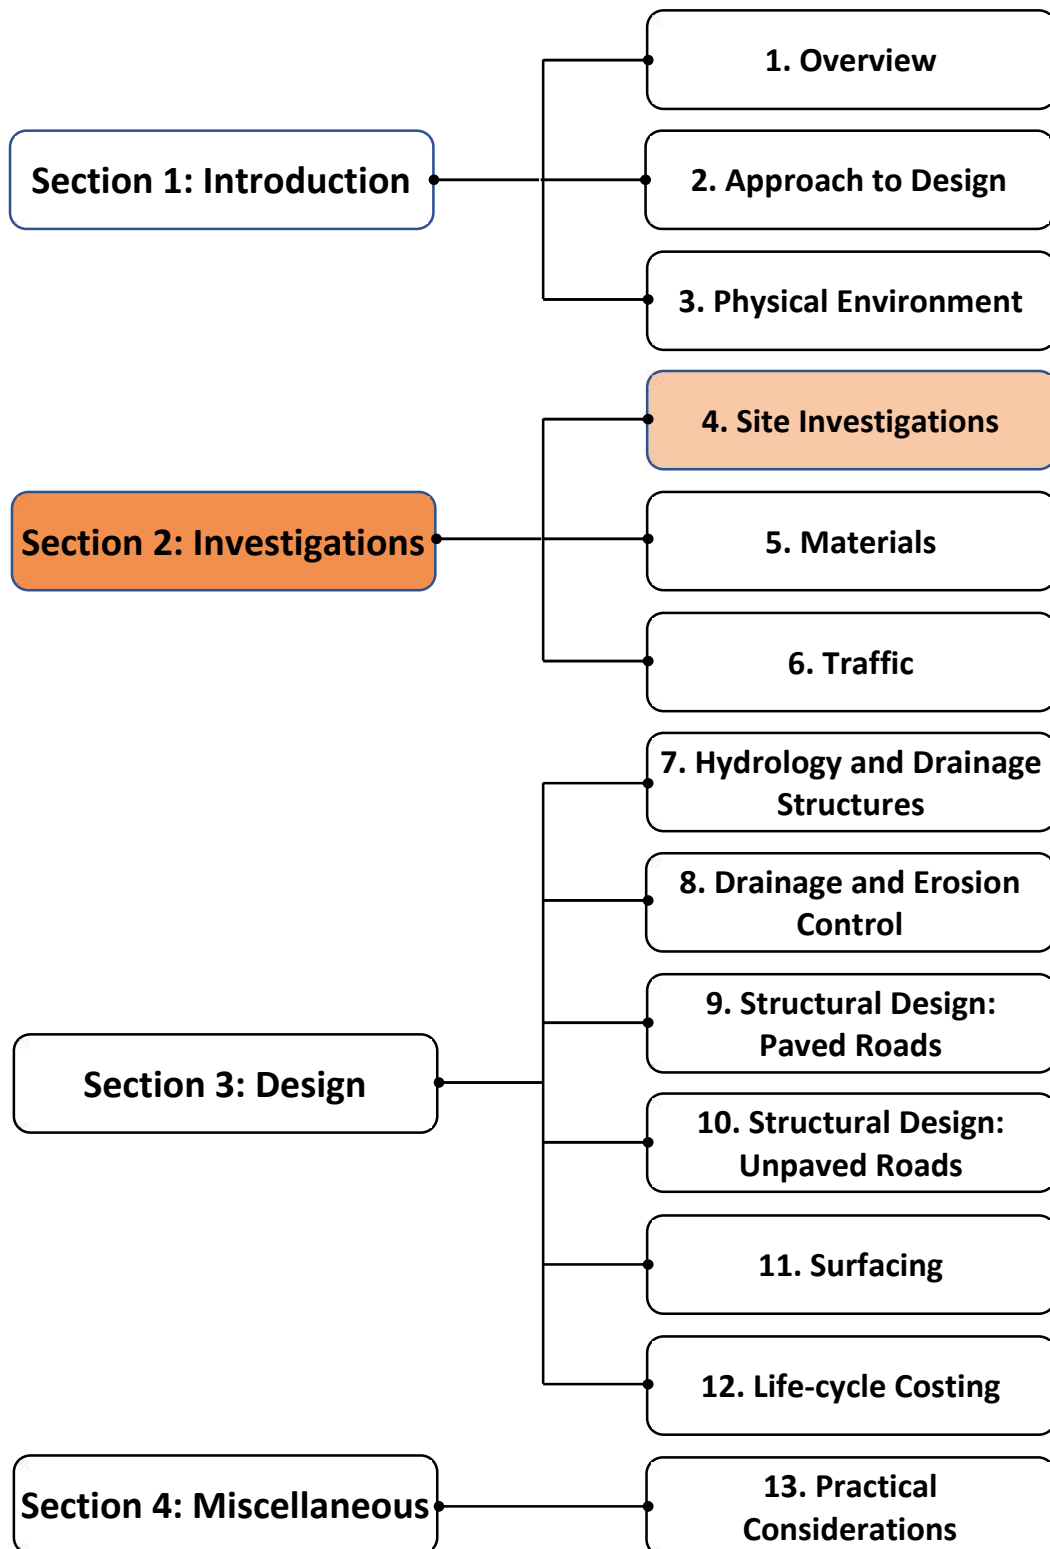 Section 1: Introduction
1. Overview
2. Approach to Design
3. Physical Environment
Section 2: Investigations
4. Site Investigations
5. Materials
6. Traffic
Section 3: Design
7. Hydrology and Drainage
Structures
8. Drainage and Erosion
Control
9. Structural Design:
Paved Roads
10. Structural Design:
Unpaved Roads
11. Surfacing
12. Life-cycle Costing
Section 4: Miscellaneous
13. Practical
Considerations